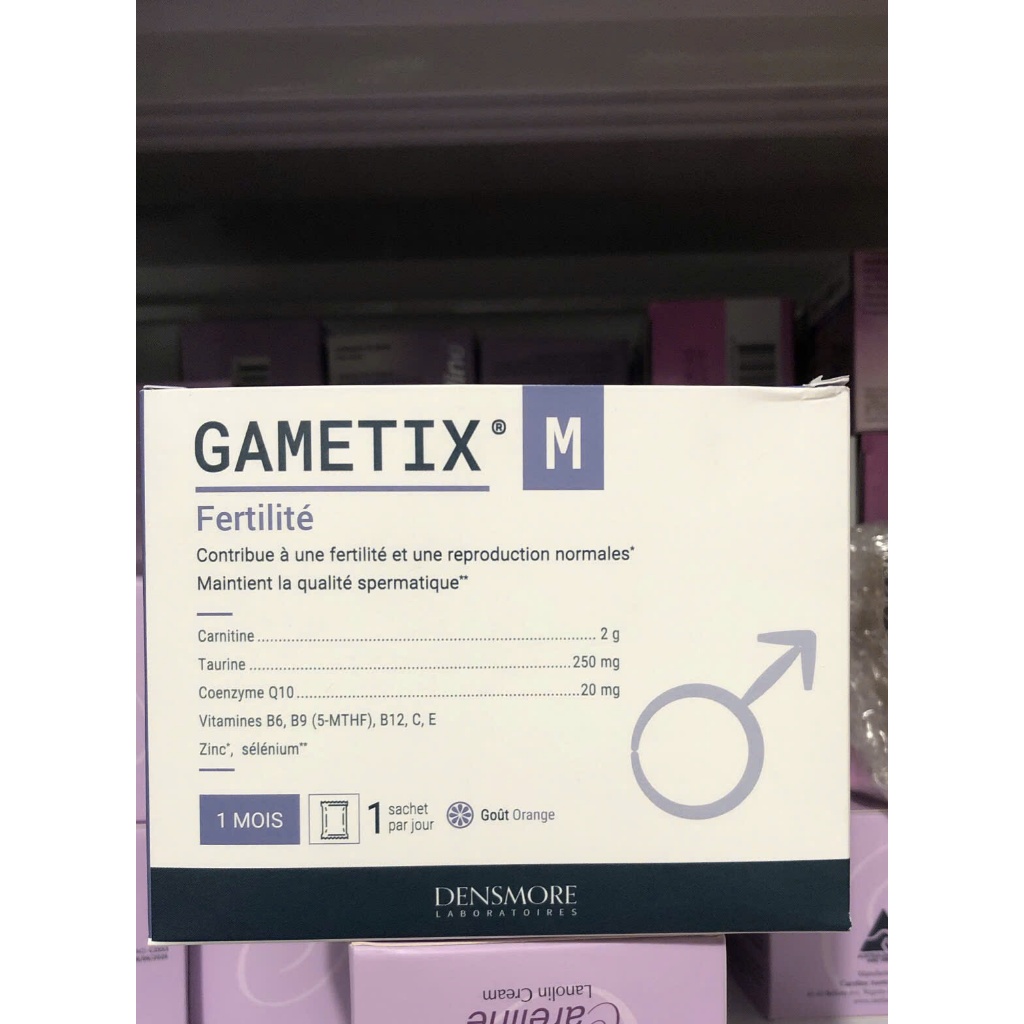 GAMETIX® M
Fertilité
Contribue à une fertilité et une reproduction normales*
Maintient la qualité spermatique**
Carnitine .......... 2 g
Taurine .......... 250 mg
Coenzyme Q10 .......... 20 mg
Vitamines B6, B9 (5-MTHF), B12, C, E
Zinc*, sélénium**
1 MOIS
1 sachet
par jour
Goût Orange
DENSMORE
LABORATOIRES
Lanolin Cream
Careline